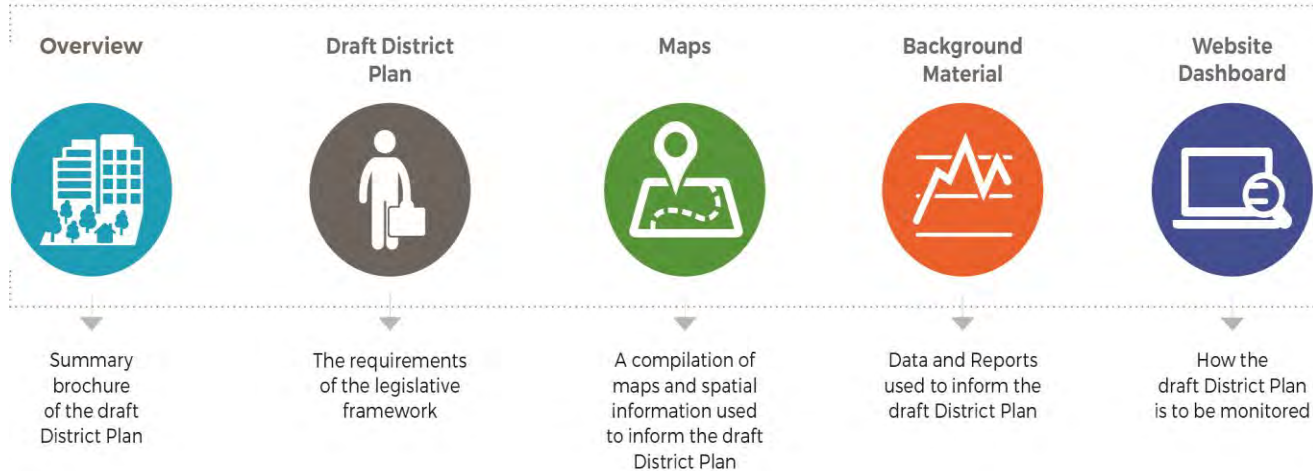 Overview
Draft District
Plan
Maps
Background
Material
Website
Dashboard
Summary
brochure
of the draft
District Plan
The requirements
of the legislative
framework
A compilation of
maps and spatial
information used
to inform the draft
District Plan
Data and Reports
used to inform the
draft District Plan
How the
draft District Plan
is to be monitored